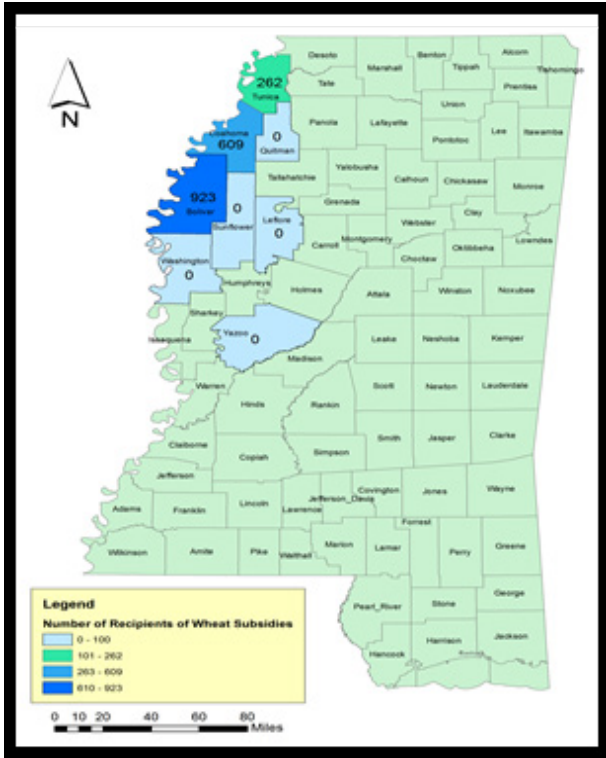 Desoto
Marshall
Benton
Tippah
Alcorn
Tishomingo
Prentiss
262
Tunica
Tate
Union
Panola
Lafayette
Pontotoc
Lee
Itawamba
Coahoma
609
0
Quitman
Tallahatchie
Yalobusha
Calhoun
Chickasaw
Monroe
923
Bolivar
0
Sunflower
Leflore
0
Grenada
Carroll
Montgomery
Webster
Clay
Choctaw
Oktibbeha
Lowndes
Washington
0
Humphreys
Holmes
Attala
Winston
Noxubee
Sharkey
Issaquena
Yazoo
0
Madison
Leake
Neshoba
Kemper
Warren
Hinds
Rankin
Scott
Newton
Lauderdale
Claiborne
Copiah
Simpson
Smith
Jasper
Clarke
Jefferson
Adams
Franklin
Lincoln
Lawrence
Jefferson_Davis
Covington
Jones
Wayne
Wilkinson
Amite
Pike
Walthall
Marion
Lamar
Forrest
Perry
Greene
Pearl_River
Stone
George
Hancock
Harrison
Jackson
N
Legend
Number of Recipients of Wheat Subsidies
0 - 100
101 - 262
263 - 609
610 - 923
0 10 20 40 60 80
Miles